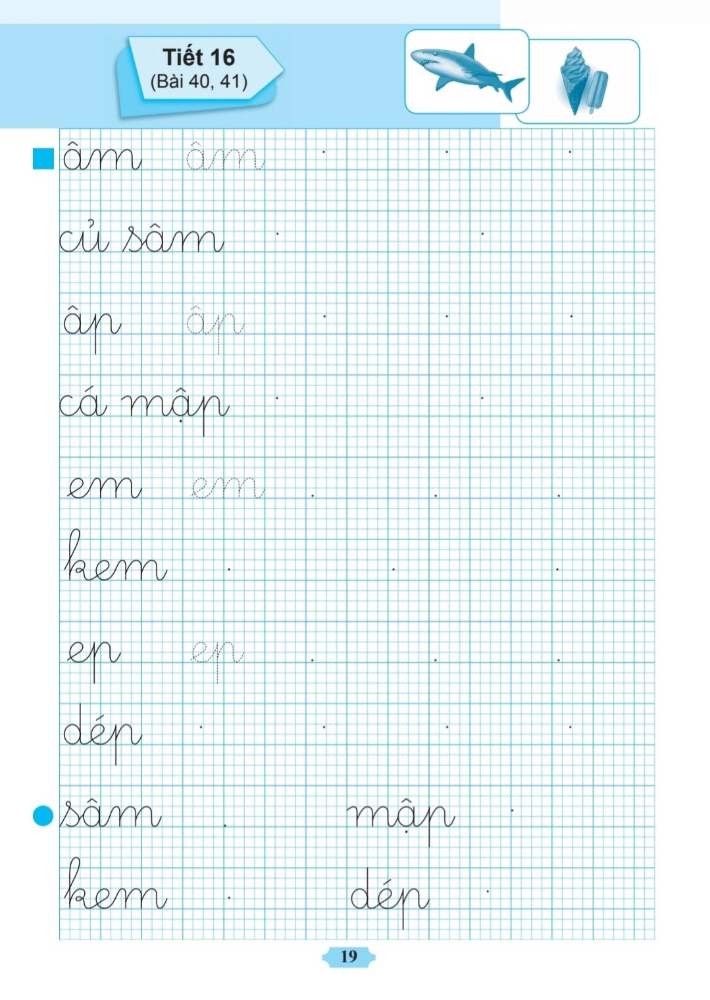 Tiết 16
(Bài 40, 41)
âm âm
củ sâm
âp âp
cá mập
em em
kem
ep ep
dép
sâm mập
kem dép
19